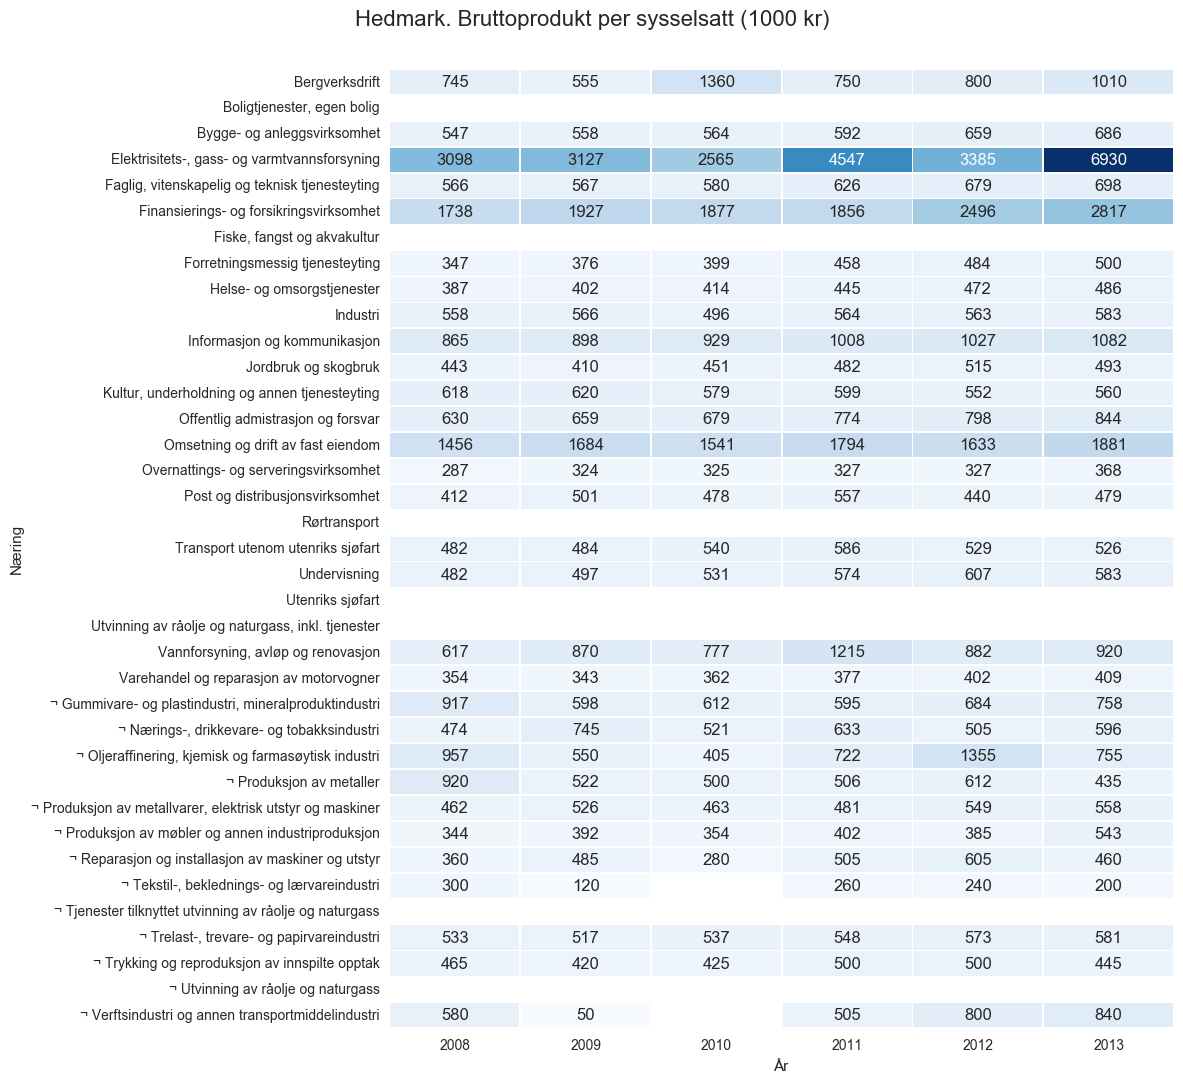 Hedmark. Bruttoprodukt per sysselsatt (1000 kr)
Bergverksdrift 745 555 1360 750 800 1010
Boligtjenester, egen bolig
Bygge- og anleggsvirksomhet 547 558 564 592 659 686
Elektrisitets-, gass- og varmtvannsforsyning 3098 3127 2565 4547 3385 6930
Faglig, vitenskapelig og teknisk tjenesteyting 566 567 580 626 679 698
Finansierings- og forsikringsvirksomhet 1738 1927 1877 1856 2496 2817
Fiske, fangst og akvakultur
Forretningsmessig tjenesteyting 347 376 399 458 484 500
Helse- og omsorgstjenester 387 402 414 445 472 486
Industri 558 566 496 564 563 583
Informasjon og kommunikasjon 865 898 929 1008 1027 1082
Jordbruk og skogbruk 443 410 451 482 515 493
Kultur, underholdning og annen tjenesteyting 618 620 579 599 552 560
Offentlig admistrasjon og forsvar 630 659 679 774 798 844
Omsetning og drift av fast eiendom 1456 1684 1541 1794 1633 1881
Overnattings- og serveringsvirksomhet 287 324 325 327 327 368
Post og distribusjonsvirksomhet 412 501 478 557 440 479
Rørtransport
Transport utenom utenriks sjøfart 482 484 540 586 529 526
Undervisning 482 497 531 574 607 583
Utenriks sjøfart
Utvinning av råolje og naturgass, inkl. tjenester
Vannforsyning, avløp og renovasjon 617 870 777 1215 882 920
Varehandel og reparasjon av motorvogner 354 343 362 377 402 409
¬ Gummivare- og plastindustri, mineralproduktindustri 917 598 612 595 684 758
¬ Nærings-, drikkevare- og tobakksindustri 474 745 521 633 505 596
¬ Oljeraffinering, kjemisk og farmasøytisk industri 957 550 405 722 1355 755
¬ Produksjon av metaller 920 522 500 506 612 435
¬ Produksjon av metallvarer, elektrisk utstyr og maskiner 462 526 463 481 549 558
¬ Produksjon av møbler og annen industriproduksjon 344 392 354 402 385 543
¬ Reparasjon og installasjon av maskiner og utstyr 360 485 280 505 605 460
¬ Tekstil-, beklednings- og lærvareindustri 300 120 260 240 200
¬ Tjenester tilknyttet utvinning av råolje og naturgass
¬ Trelast-, trevare- og papirvareindustri 533 517 537 548 573 581
¬ Trykking og reproduksjon av innspilte opptak 465 420 425 500 500 445
¬ Utvinning av råolje og naturgass
¬ Verftsindustri og annen transportmiddelindustri 580 50 505 800 840
2008 2009 2010 2011 2012 2013
År
Næring